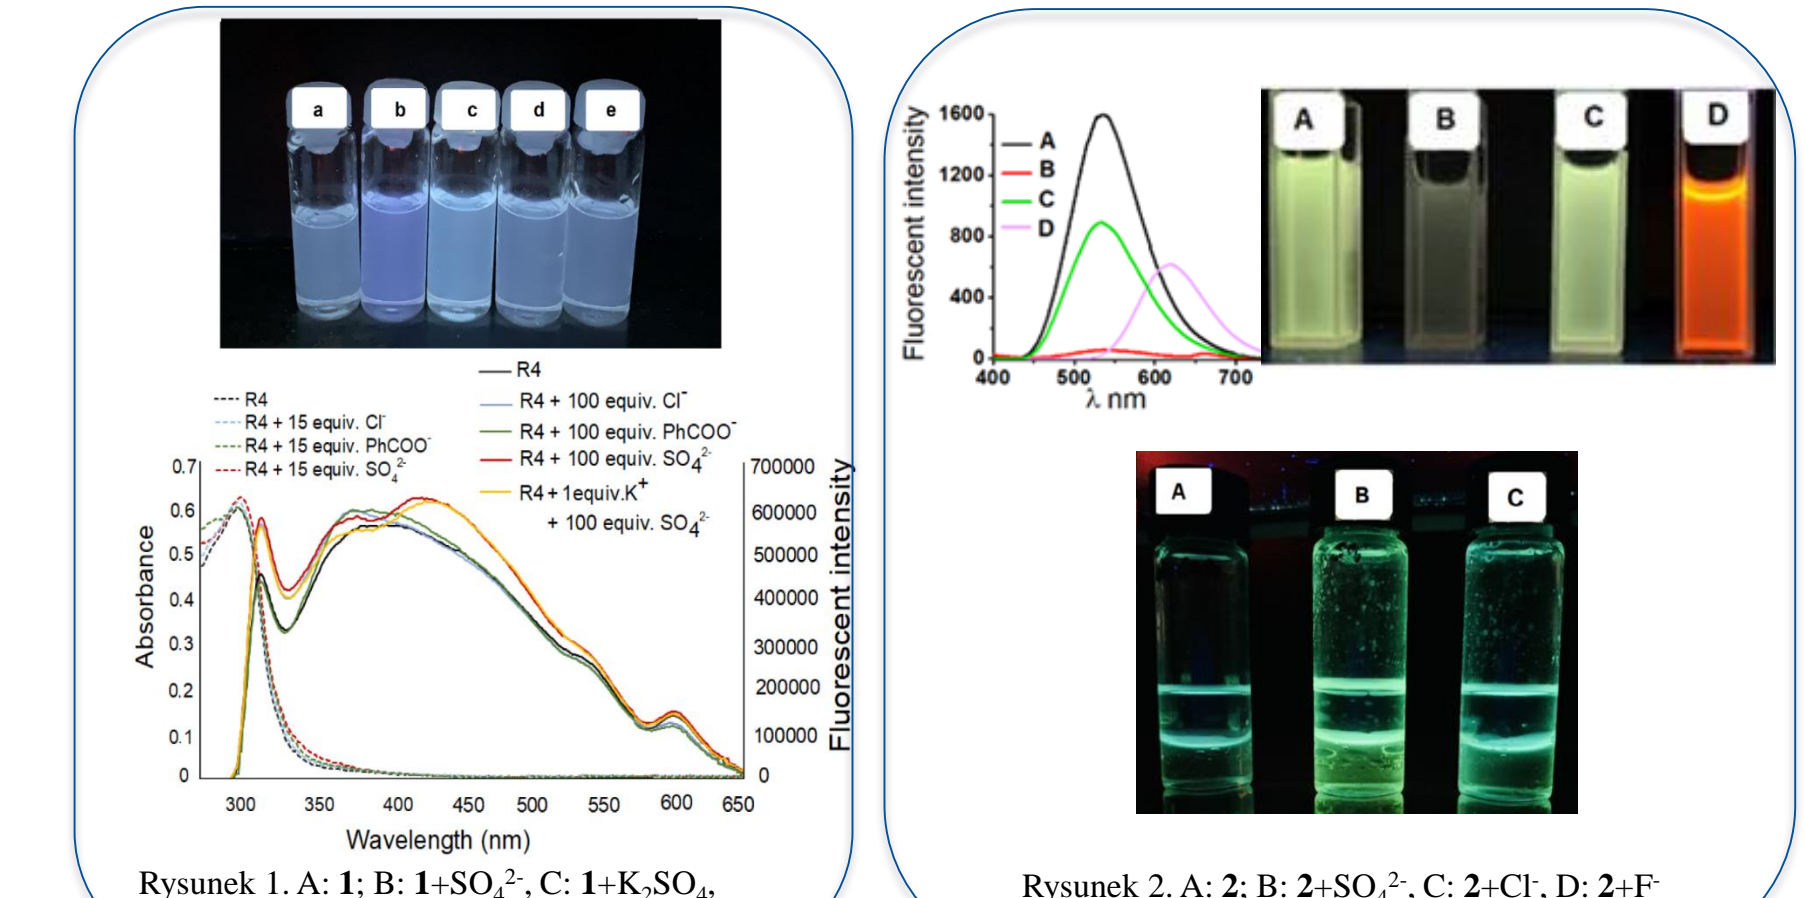 a b c d e
R4
R4 + 100 equiv. Cl⁻
R4 + 100 equiv. PhCOO⁻
R4 + 100 equiv. SO₄²⁻
R4 + 1equiv.K⁺
+ 100 equiv. SO₄²⁻
R4
R4 + 15 equiv. Cl⁻
R4 + 15 equiv. PhCOO⁻
R4 + 15 equiv. SO₄²⁻
0.7
0.6
0.5
0.4
0.3
0.2
0.1
0
Absorbance
700000
600000
500000
400000
300000
200000
100000
0
Fluorescent intensity
300 350 400 450 500 550 600 650
Wavelength (nm)
Rysunek 1. A: 1; B: 1+SO₄²⁻, C: 1+K₂SO₄,
Fluorescent intensity
1600
1200
800
400
0
A
B
C
D
400 500 600 700
λ nm
A B C D
A B C
Rysunek 2. A: 2; B: 2+SO₄²⁻, C: 2+Cl⁻, D: 2+F⁻